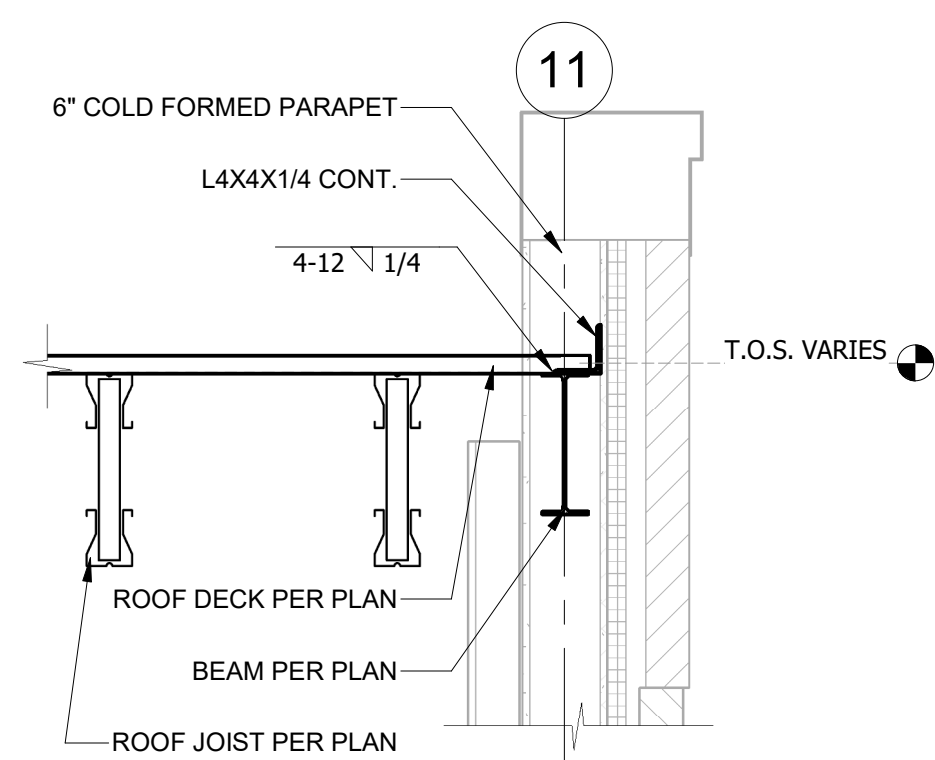 11
6" COLD FORMED PARAPET
L4X4X1/4 CONT.
4-12 1/4
T.O.S. VARIES
ROOF DECK PER PLAN
BEAM PER PLAN
ROOF JOIST PER PLAN